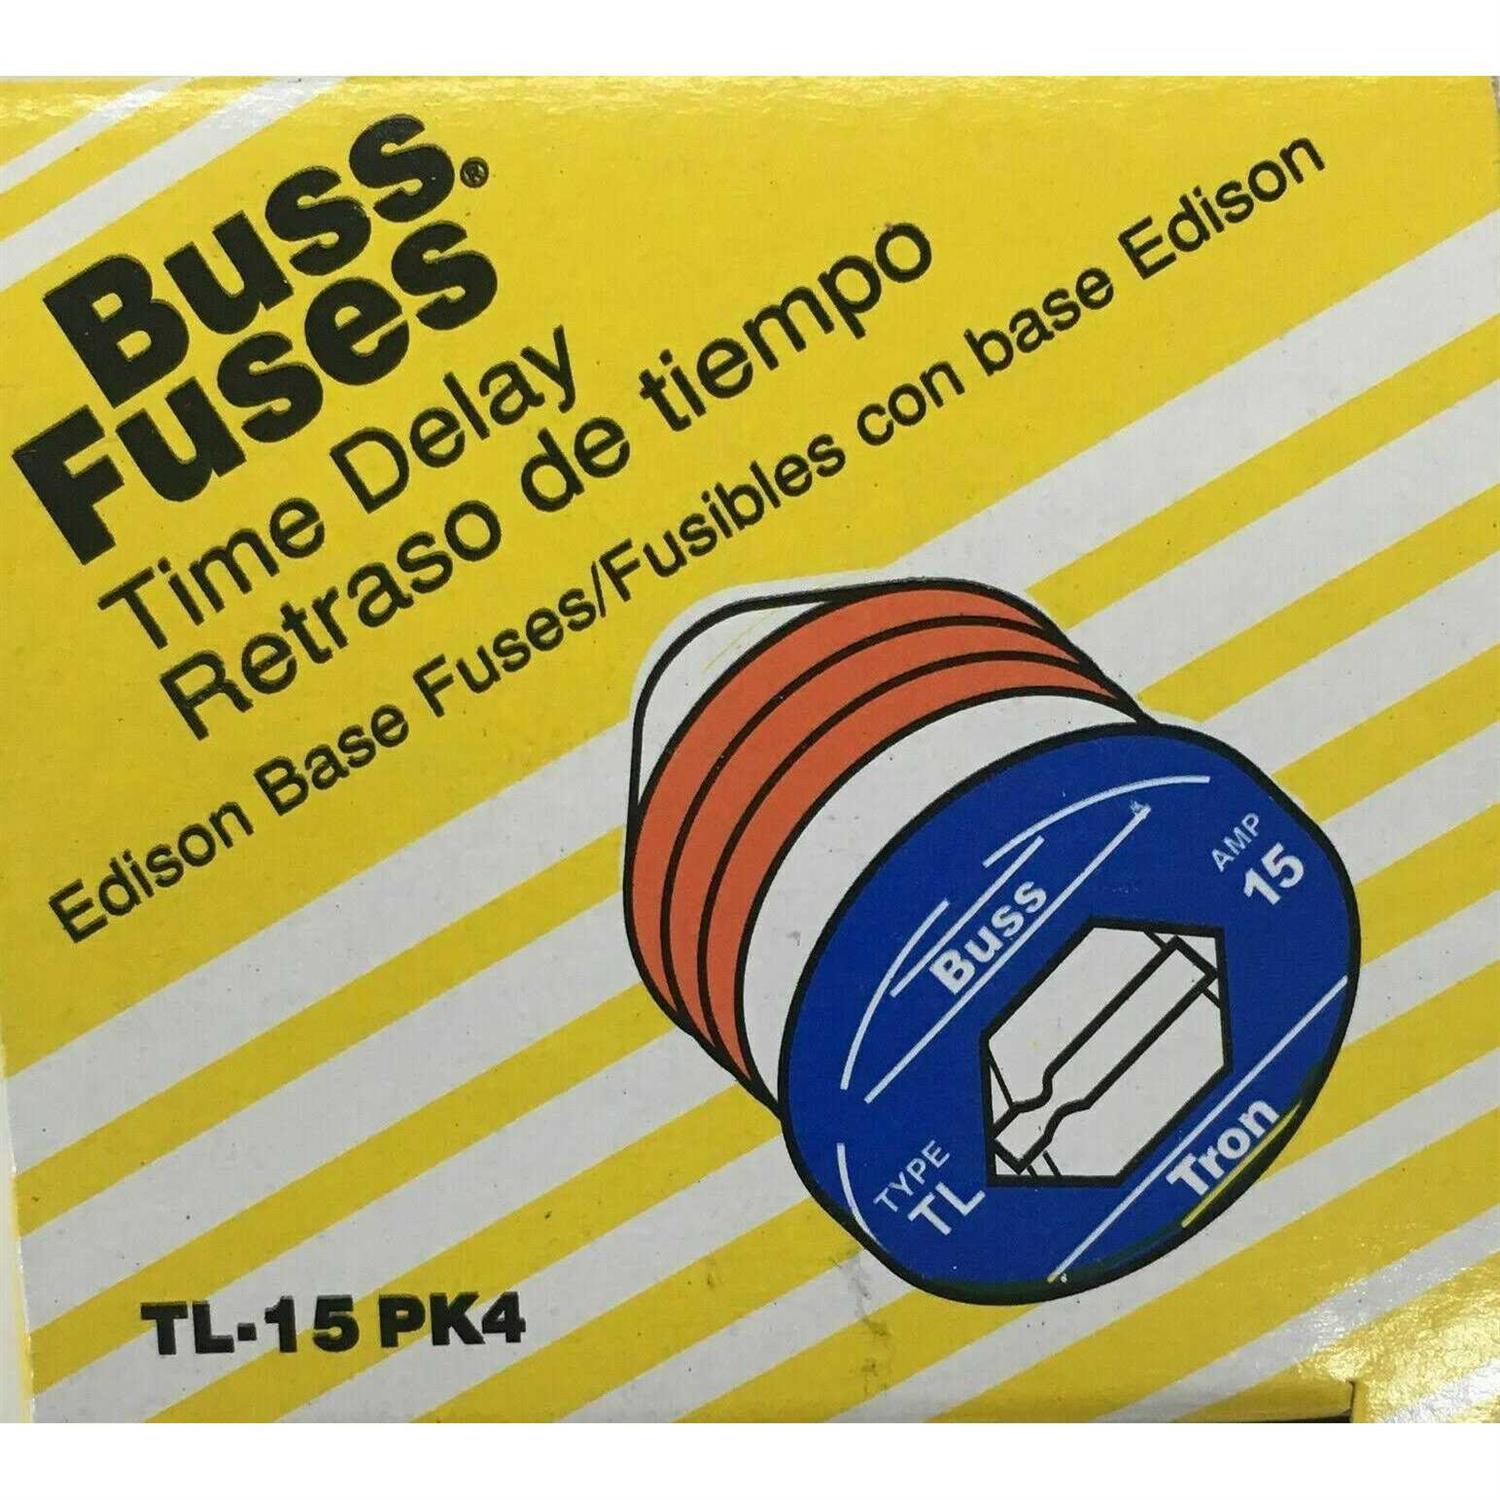 Buss®
Fuses
Time Delay
Retraso de tiempo
Edison Base Fuses/Fusibles con base Edison
AMP
15
Buss
TYPE
TL
Tron
TL-15 PK4